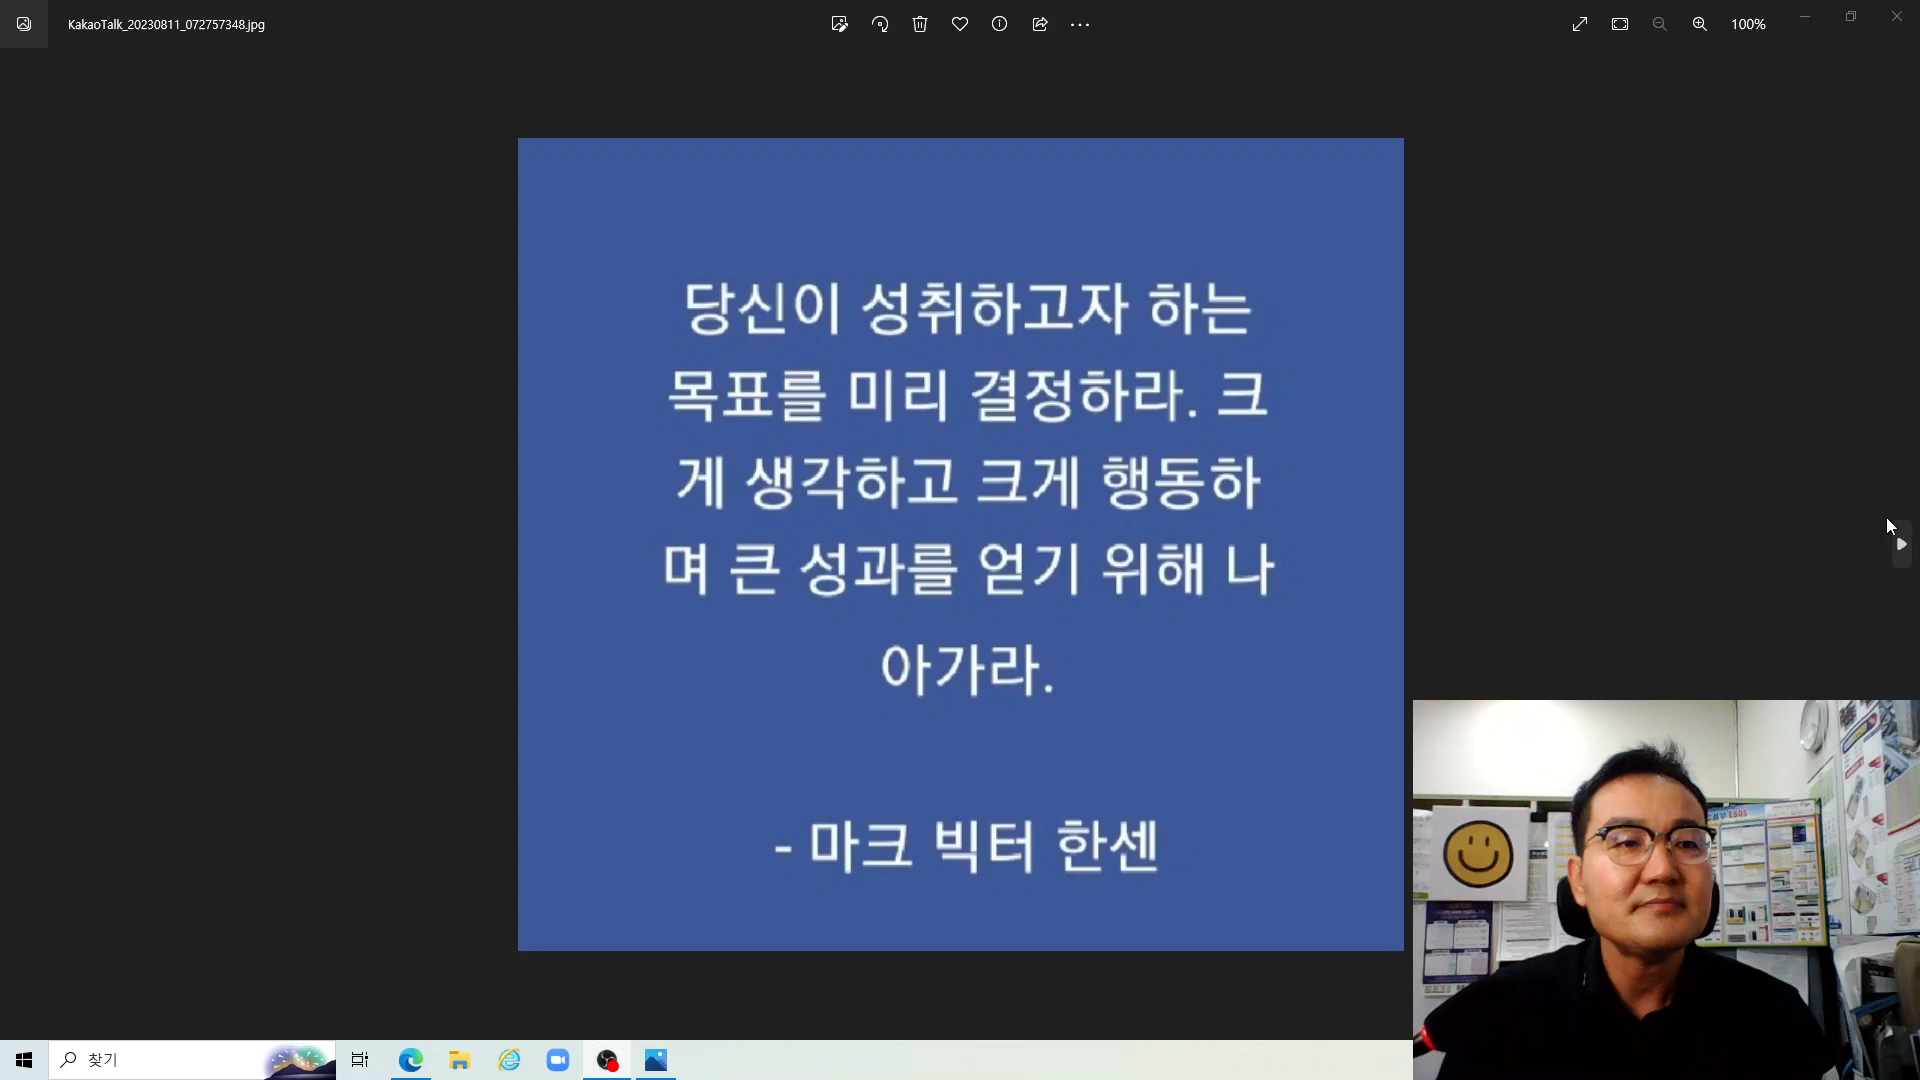 KakaoTalk_20230811_072757348.jpg
100%
당신이 성취하고자 하는
목표를 미리 결정하라. 크
게 생각하고 크게 행동하
며 큰 성과를 얻기 위해 나
아가라.
- 마크 빅터 한센
찾기